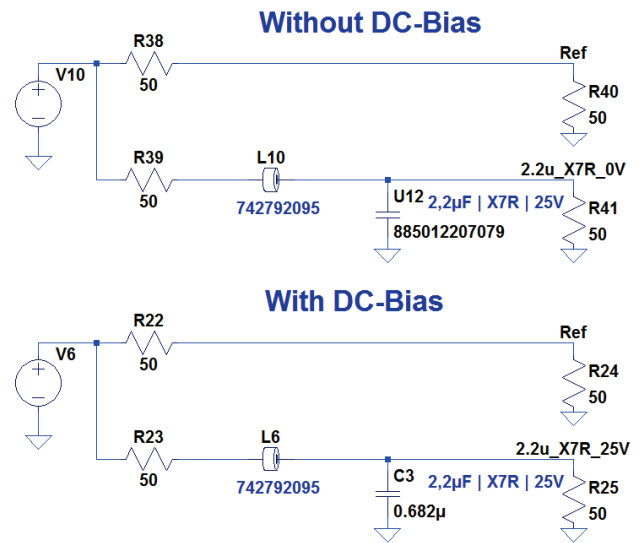 Without DC-Bias
R38
Ref
V10
50
R40
50
R39
L10
2.2u_X7R_0V
50
742792095
U12
2,2µF | X7R | 25V
885012207079
R41
50
With DC-Bias
R22
Ref
V6
50
R24
50
R23
L6
2.2u_X7R_25V
50
742792095
C3
2,2µF | X7R | 25V
0.682µ
R25
50